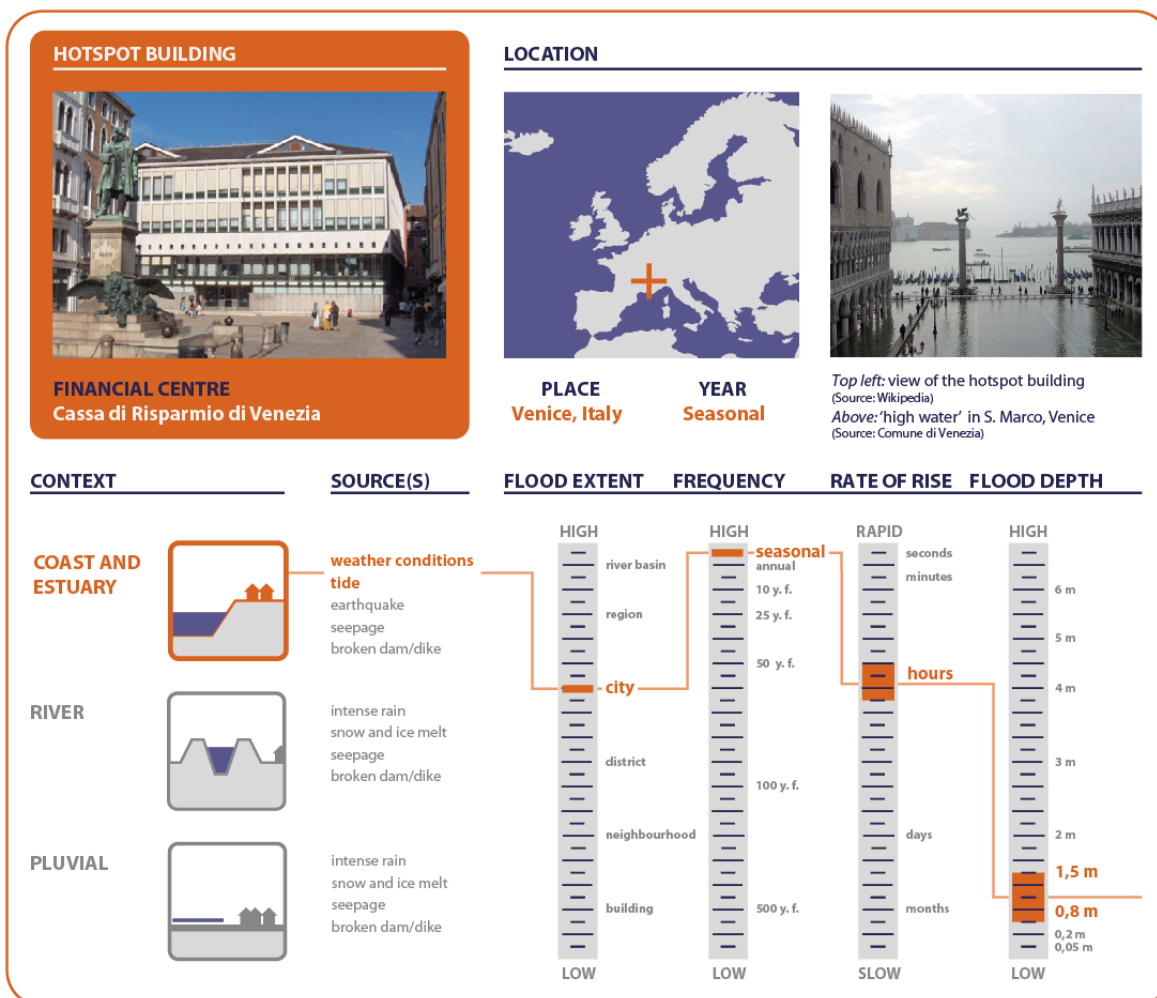 HOTSPOT BUILDING
FINANCIAL CENTRE
Cassa di Risparmio di Venezia
LOCATION
PLACE
Venice, Italy
YEAR
Seasonal
Top left: view of the hotspot building
(Source: Wikipedia)
Above: ‘high water’ in S. Marco, Venice
(Source: Comune di Venezia)
CONTEXT
COAST AND
ESTUARY
RIVER
PLUVIAL
SOURCE(S)
weather conditions
tide
earthquake
seepage
broken dam/dike
intense rain
snow and ice melt
seepage
broken dam/dike
intense rain
snow and ice melt
seepage
broken dam/dike
FLOOD EXTENT
HIGH
river basin
region
city
district
neighbourhood
building
LOW
FREQUENCY
HIGH
seasonal
annual
10 y. f.
25 y. f.
50 y. f.
100 y. f.
500 y. f.
LOW
RATE OF RISE
RAPID
seconds
minutes
hours
days
months
SLOW
FLOOD DEPTH
HIGH
6 m
5 m
4 m
3 m
2 m
1,5 m
0,8 m
0,2 m
0,05 m
LOW